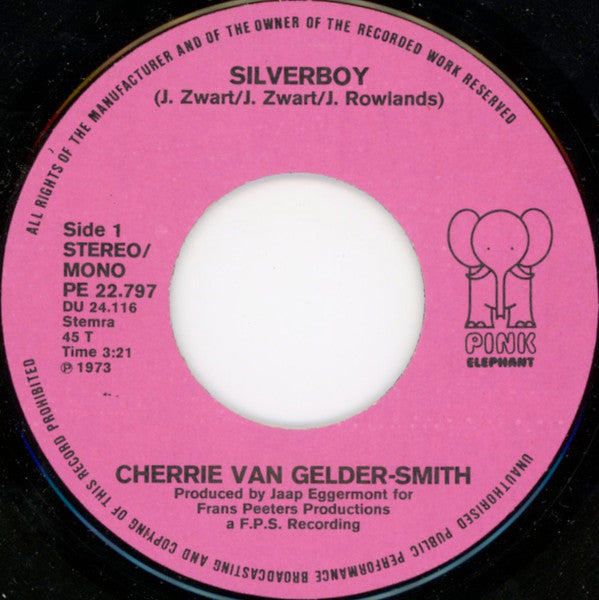 ALL RIGHTS OF THE MANUFACTURER AND OF THE OWNER OF THE RECORDED WORK RESERVED
SILVERBOY
(J. Zwart/J. Zwart/J. Rowlands)
Side 1
STEREO/
MONO
PE 22.797
DU 24.116
Stemra
45 T
Time 3:21
℗ 1973
PINK
ELEPHANT
CHERRIE VAN GELDER-SMITH
Produced by Jaap Eggermont for
Frans Peeters Productions
a F.P.S. Recording
UNAUTHORISED PUBLIC PERFORMANCE BROADCASTING AND COPYING OF THIS RECORD PROHIBITED